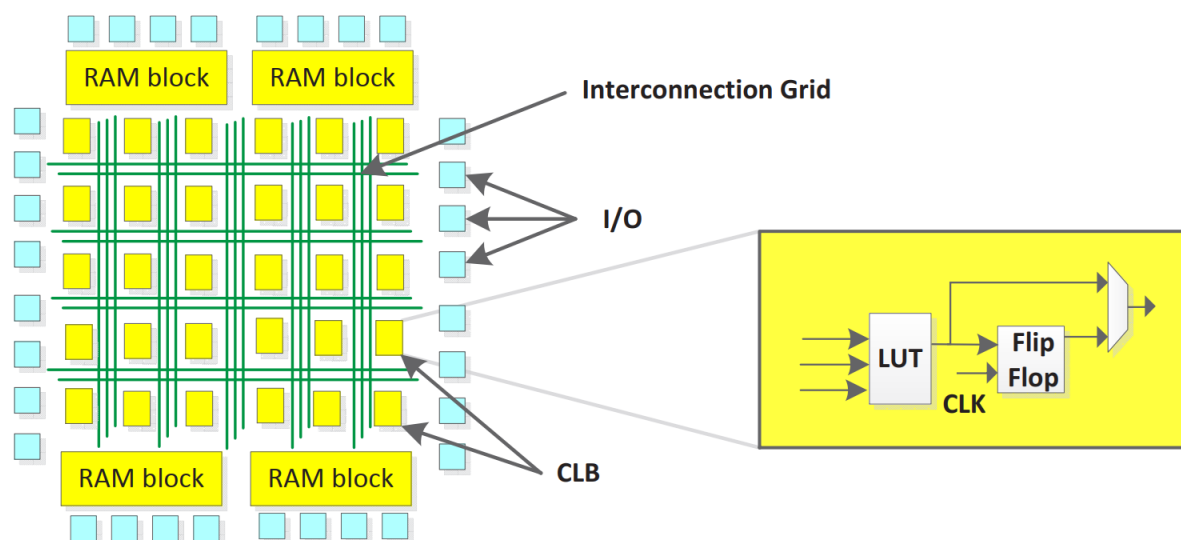 RAM block
RAM block
Interconnection Grid
I/O
LUT
Flip
Flop
CLK
CLB
RAM block
RAM block